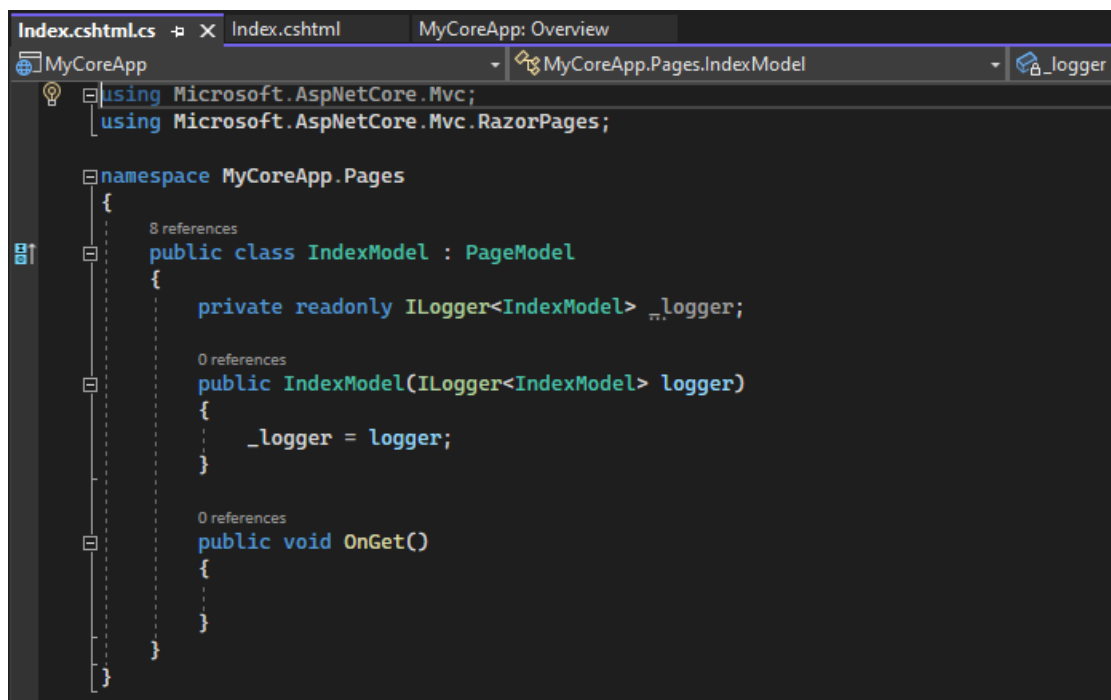 Index.cshtml.cs Index.cshtml MyCoreApp: Overview
MyCoreApp MyCoreApp.Pages.IndexModel _logger
using Microsoft.AspNetCore.Mvc;
using Microsoft.AspNetCore.Mvc.RazorPages;
namespace MyCoreApp.Pages
{
8 references
public class IndexModel : PageModel
{
private readonly ILogger<IndexModel> _logger;
0 references
public IndexModel(ILogger<IndexModel> logger)
{
_logger = logger;
}
0 references
public void OnGet()
{
}
}
}